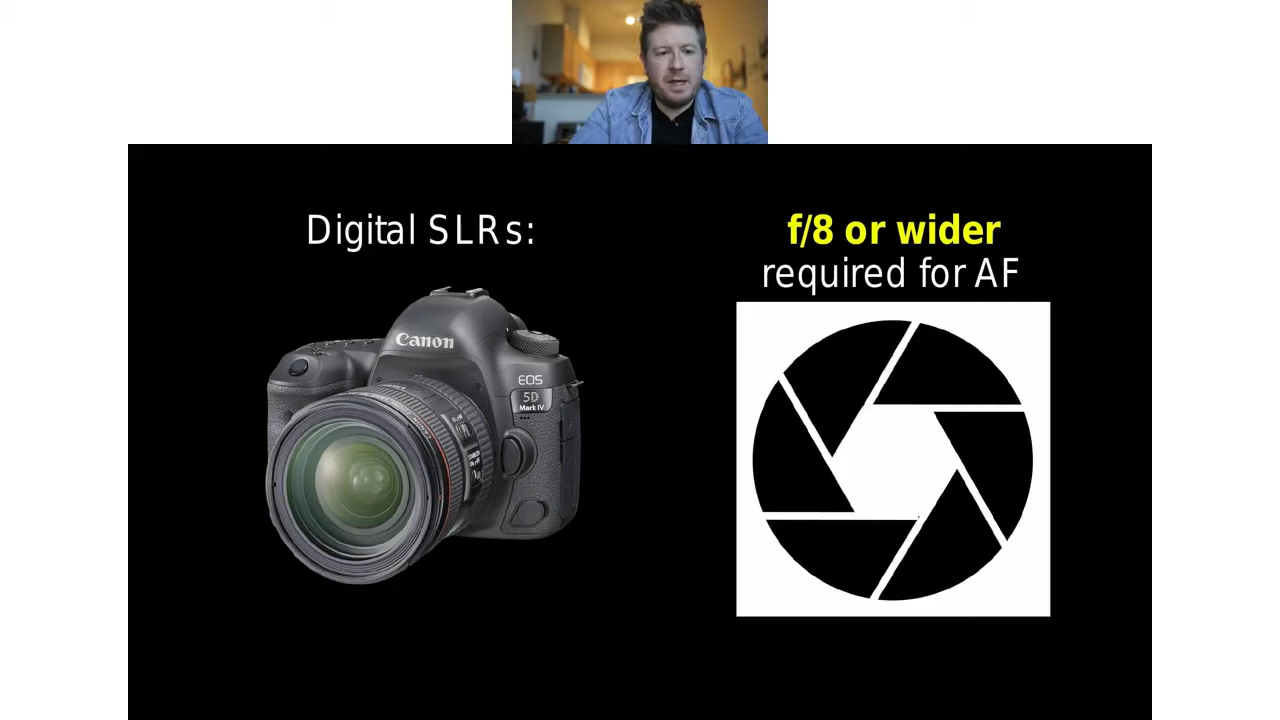 Digital SLRs:
f/8 or wider
required for AF
Canon
EOS
5D
Mark IV